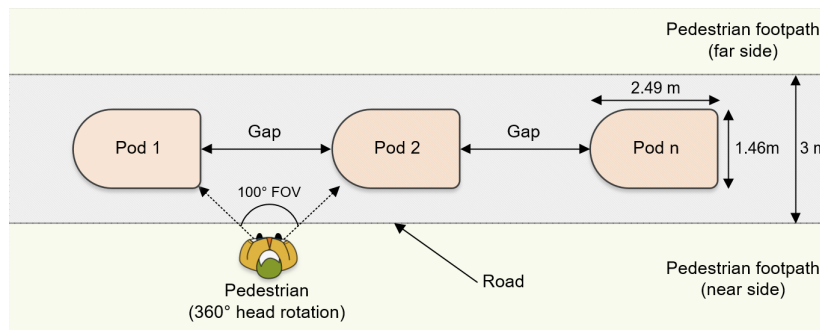 Pedestrian footpath
(far side)
2.49 m
Pod 1
Gap
Pod 2
Gap
Pod n
1.46m
3 m
100° FOV
Pedestrian
(360° head rotation)
Road
Pedestrian footpath
(near side)